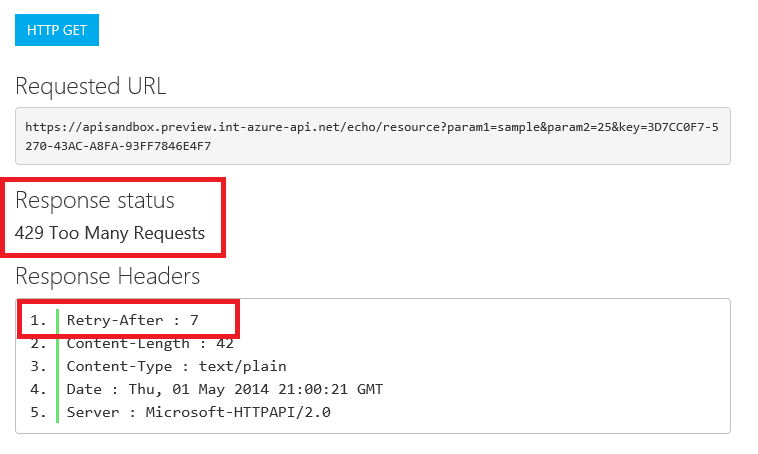 HTTP GET
Requested URL
https://apisandbox.preview.int-azure-api.net/echo/resource?param1=sample&param2=25&key=3D7CC0F7-5
270-43AC-A8FA-93FF7846E4F7
Response status
429 Too Many Requests
Response Headers
1. Retry-After : 7
2. Content-Length : 42
3. Content-Type : text/plain
4. Date : Thu, 01 May 2014 21:00:21 GMT
5. Server : Microsoft-HTTPAPI/2.0